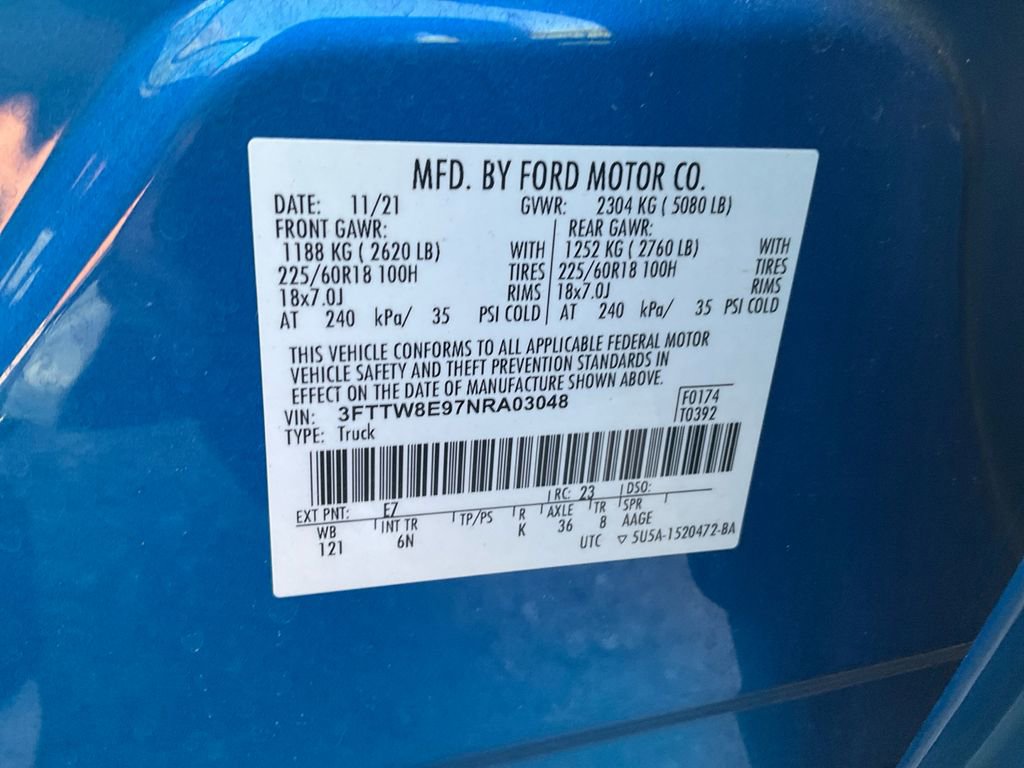 MFD. BY FORD MOTOR CO.
DATE: 11/21 GVWR: 2304 KG ( 5080 LB)
FRONT GAWR: REAR GAWR:
1188 KG ( 2620 LB) WITH 1252 KG ( 2760 LB) WITH
225/60R18 100H TIRES 225/60R18 100H TIRES
18x7.0J RIMS 18x7.0J RIMS
AT 240 kPa/ 35 PSI COLD AT 240 kPa/ 35 PSI COLD
THIS VEHICLE CONFORMS TO ALL APPLICABLE FEDERAL MOTOR
VEHICLE SAFETY AND THEFT PREVENTION STANDARDS IN
EFFECT ON THE DATE OF MANUFACTURE SHOWN ABOVE.
VIN: 3FTTW8E97NRA03048 F0174
TYPE: Truck T0392
EXT PNT: E7 RC: 23 DSO:
WB INT TR TP/PS R AXLE TR SPR
121 6N K 36 8 AAGE
UTC ▽ 5U5A-1520472-BA